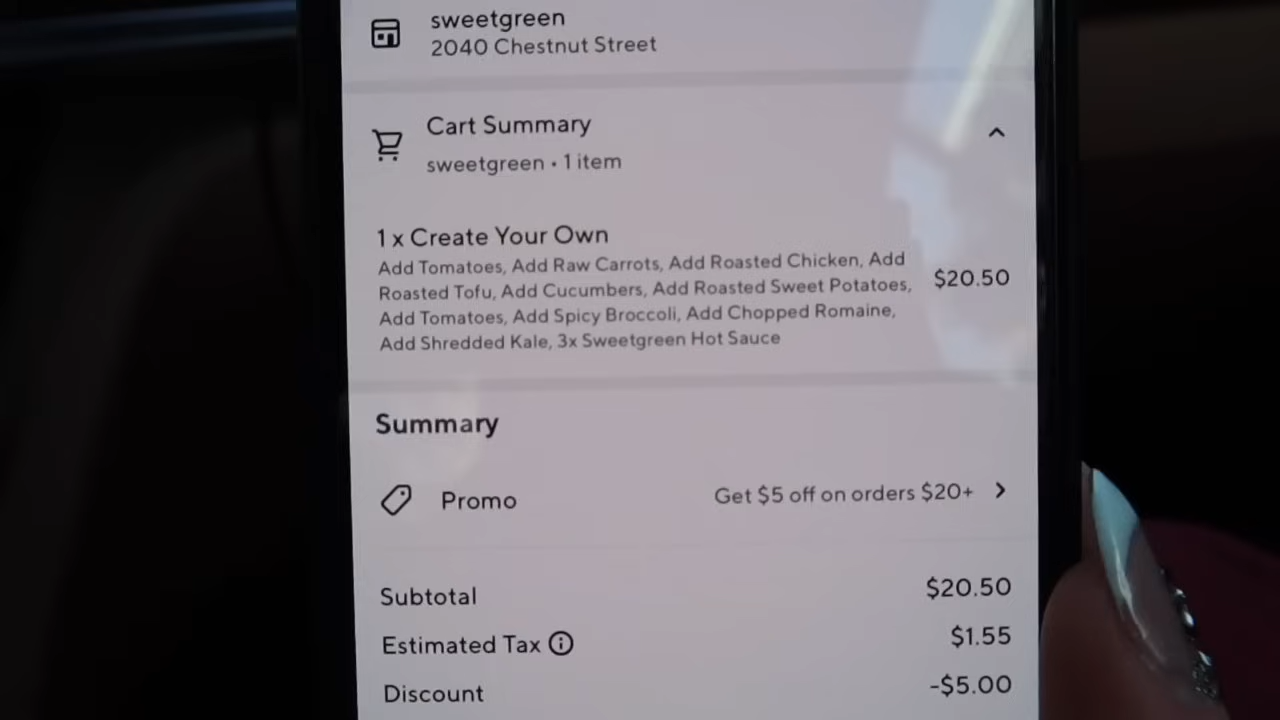 sweetgreen
2040 Chestnut Street
Cart Summary
sweetgreen • 1 item
1 x Create Your Own
Add Tomatoes, Add Raw Carrots, Add Roasted Chicken, Add
Roasted Tofu, Add Cucumbers, Add Roasted Sweet Potatoes,
Add Tomatoes, Add Spicy Broccoli, Add Chopped Romaine,
Add Shredded Kale, 3x Sweetgreen Hot Sauce
$20.50
Summary
Promo Get $5 off on orders $20+
Subtotal $20.50
Estimated Tax $1.55
Discount -$5.00